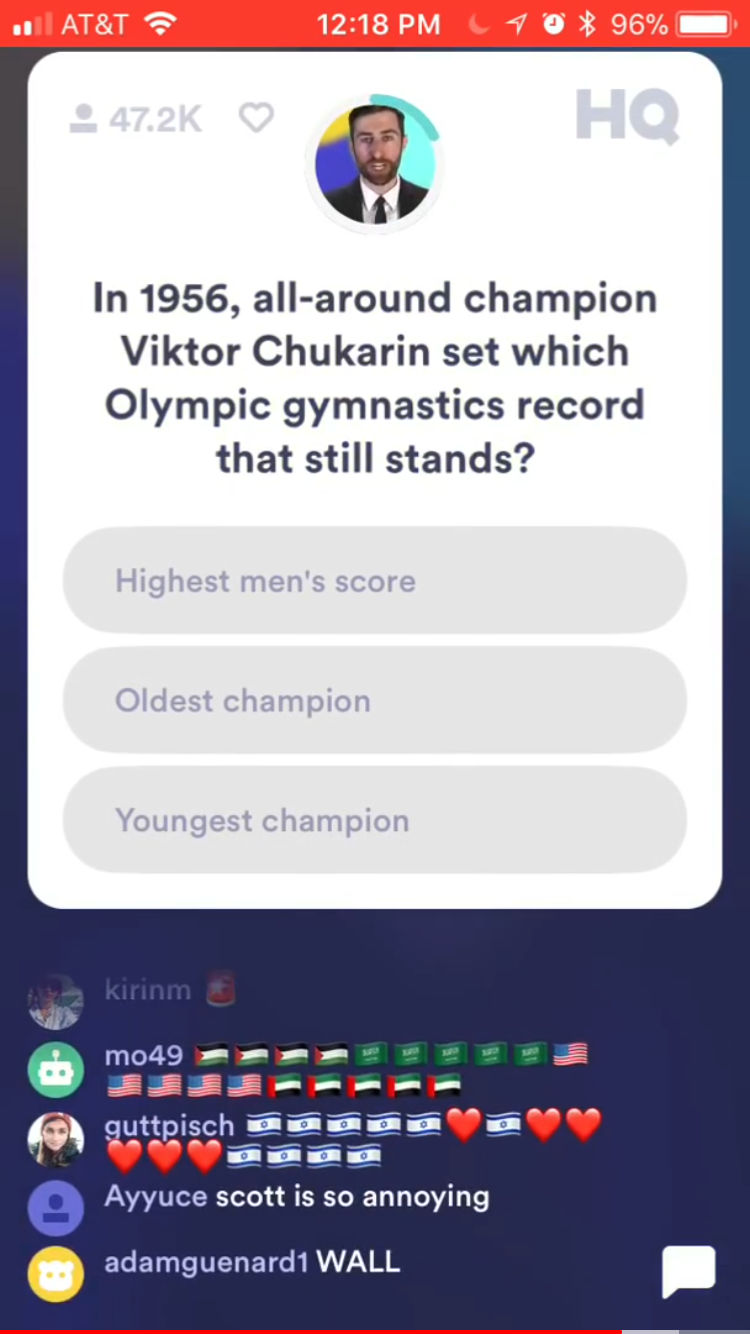 AT&T 12:18 PM 96%
47.2K HQ
In 1956, all-around champion
Viktor Chukarin set which
Olympic gymnastics record
that still stands?
Highest men's score
Oldest champion
Youngest champion
kirinm 🚨
mo49 🇵🇸🇵🇸🇵🇸🇵🇸🇸🇦🇸🇦🇸🇦🇸🇦🇸🇦🇺🇸
🇺🇸🇺🇸🇺🇸🇺🇸🇦🇪🇦🇪🇦🇪🇦🇪🇦🇪
guttpisch 🇮🇱🇮🇱🇮🇱🇮🇱🇮🇱❤️🇮🇱❤️❤️
❤️❤️❤️🇮🇱🇮🇱🇮🇱🇮🇱
Ayyuce scott is so annoying
adamguenard1 WALL